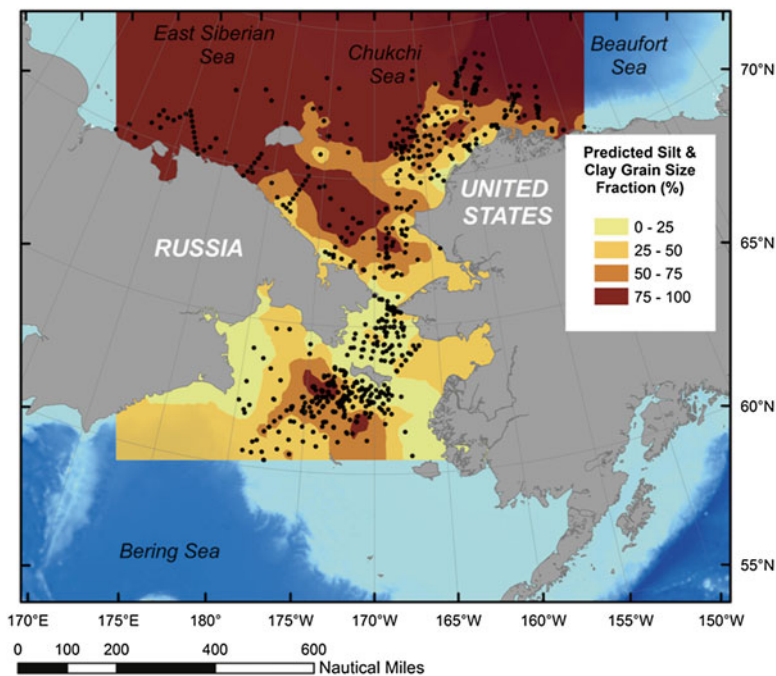 East Siberian
Sea
Chukchi
Sea
Beaufort
Sea
70°N
Predicted Silt &
Clay Grain Size
Fraction (%)
0 - 25
25 - 50
50 - 75
75 - 100
UNITED
STATES
RUSSIA
65°N
60°N
Bering Sea
55°N
170°E 175°E 180° 175°W 170°W 165°W 160°W 155°W 150°W
0 100 200 400 600
Nautical Miles